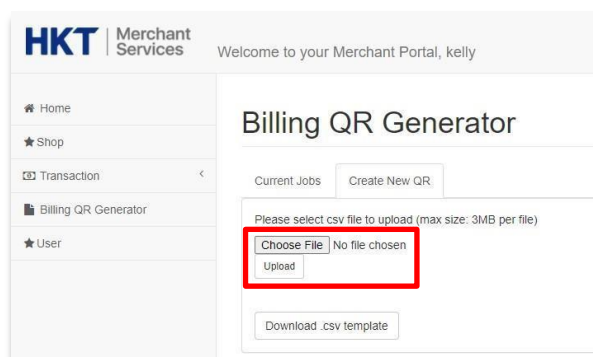 HKT Merchant Services
Welcome to your Merchant Portal, kelly
Home
Shop
Transaction
Billing QR Generator
User
Billing QR Generator
Current Jobs Create New QR
Please select csv file to upload (max size: 3MB per file)
Choose File No file chosen
Upload
Download .csv template